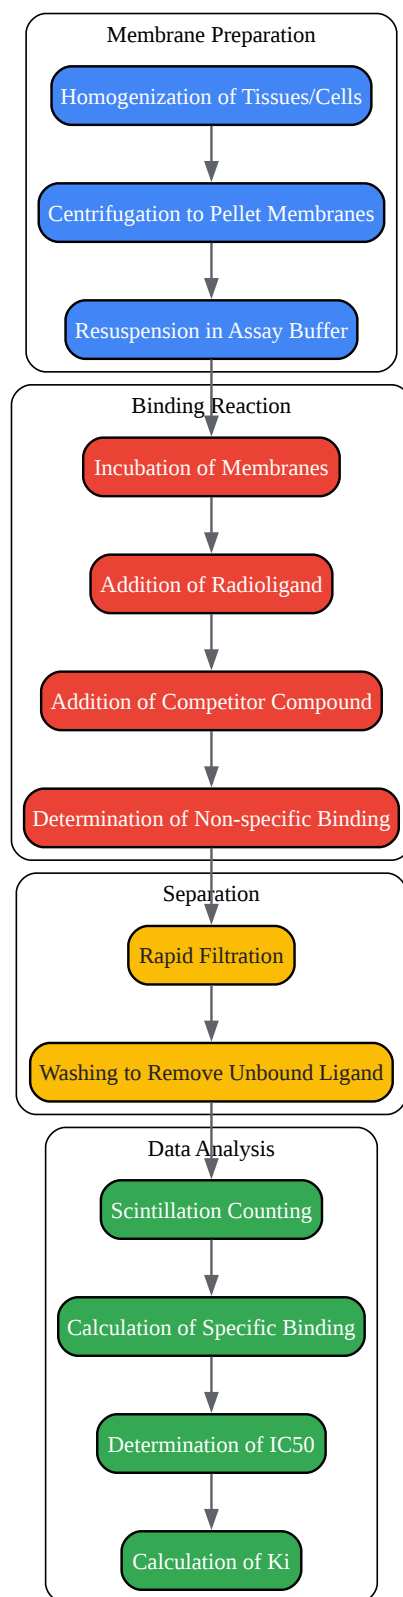 Membrane Preparation
Homogenization of Tissues/Cells
Centrifugation to Pellet Membranes
Resuspension in Assay Buffer
Binding Reaction
Incubation of Membranes
Addition of Radioligand
Addition of Competitor Compound
Determination of Non-specific Binding
Separation
Rapid Filtration
Washing to Remove Unbound Ligand
Data Analysis
Scintillation Counting
Calculation of Specific Binding
Determination of IC50
Calculation of Ki